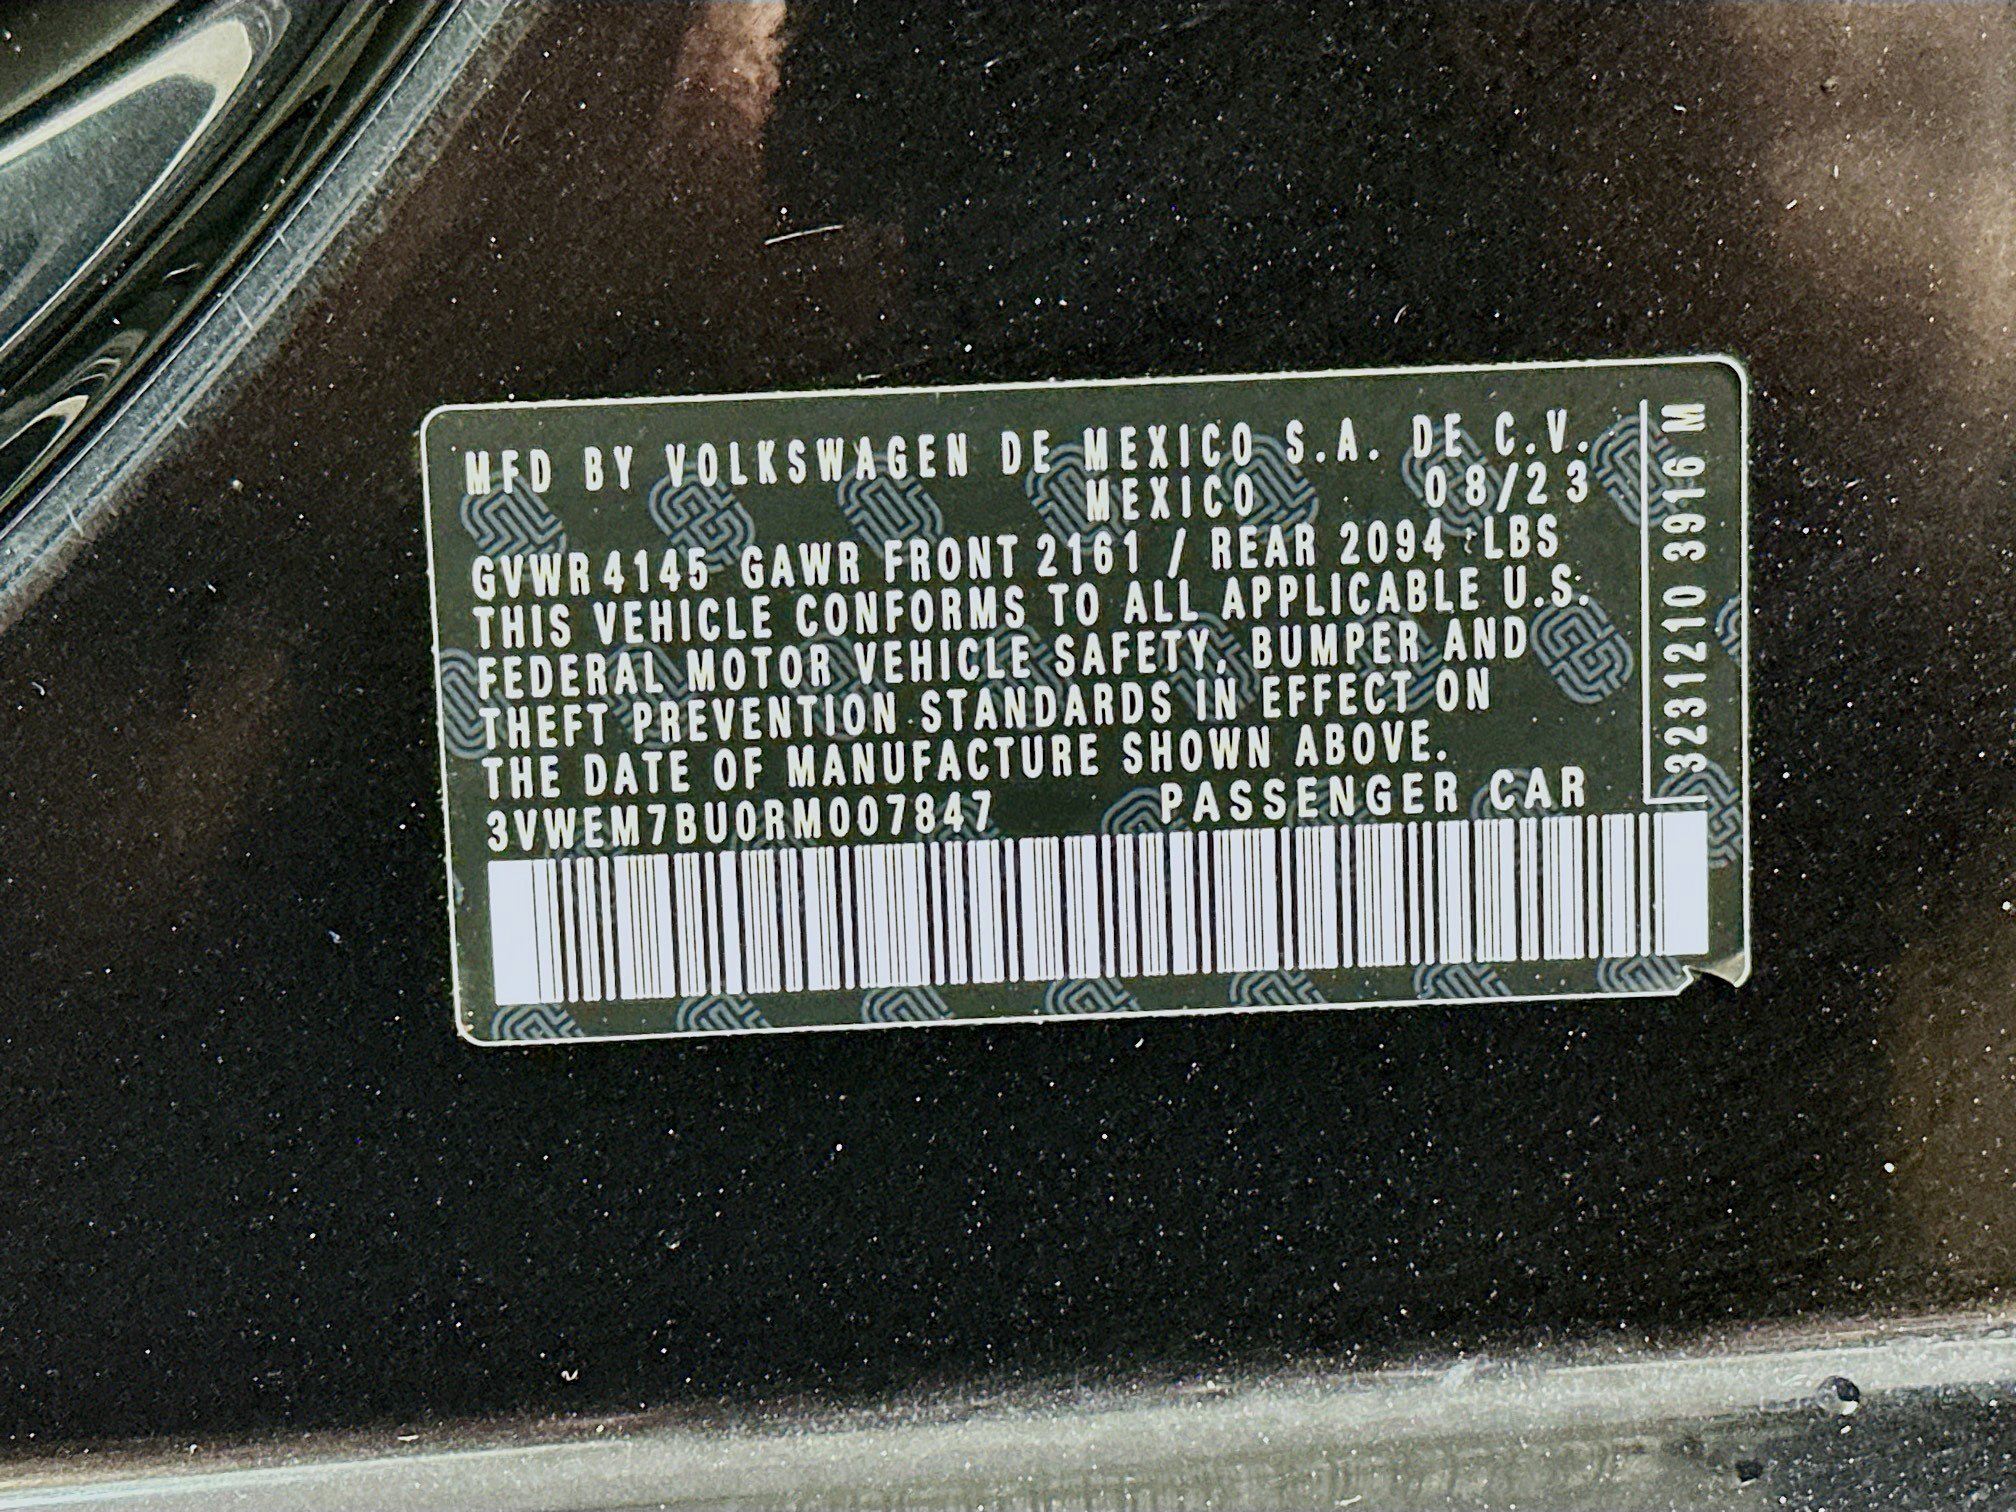 MFD BY VOLKSWAGEN DE MEXICO S.A. DE C.V.
MEXICO 08/23
GVWR 4145 GAWR FRONT 2161 / REAR 2094 LBS
THIS VEHICLE CONFORMS TO ALL APPLICABLE U.S.
FEDERAL MOTOR VEHICLE SAFETY, BUMPER AND
THEFT PREVENTION STANDARDS IN EFFECT ON
THE DATE OF MANUFACTURE SHOWN ABOVE.
3VWEM7BU0RM007847 PASSENGER CAR
3231210 3916 M